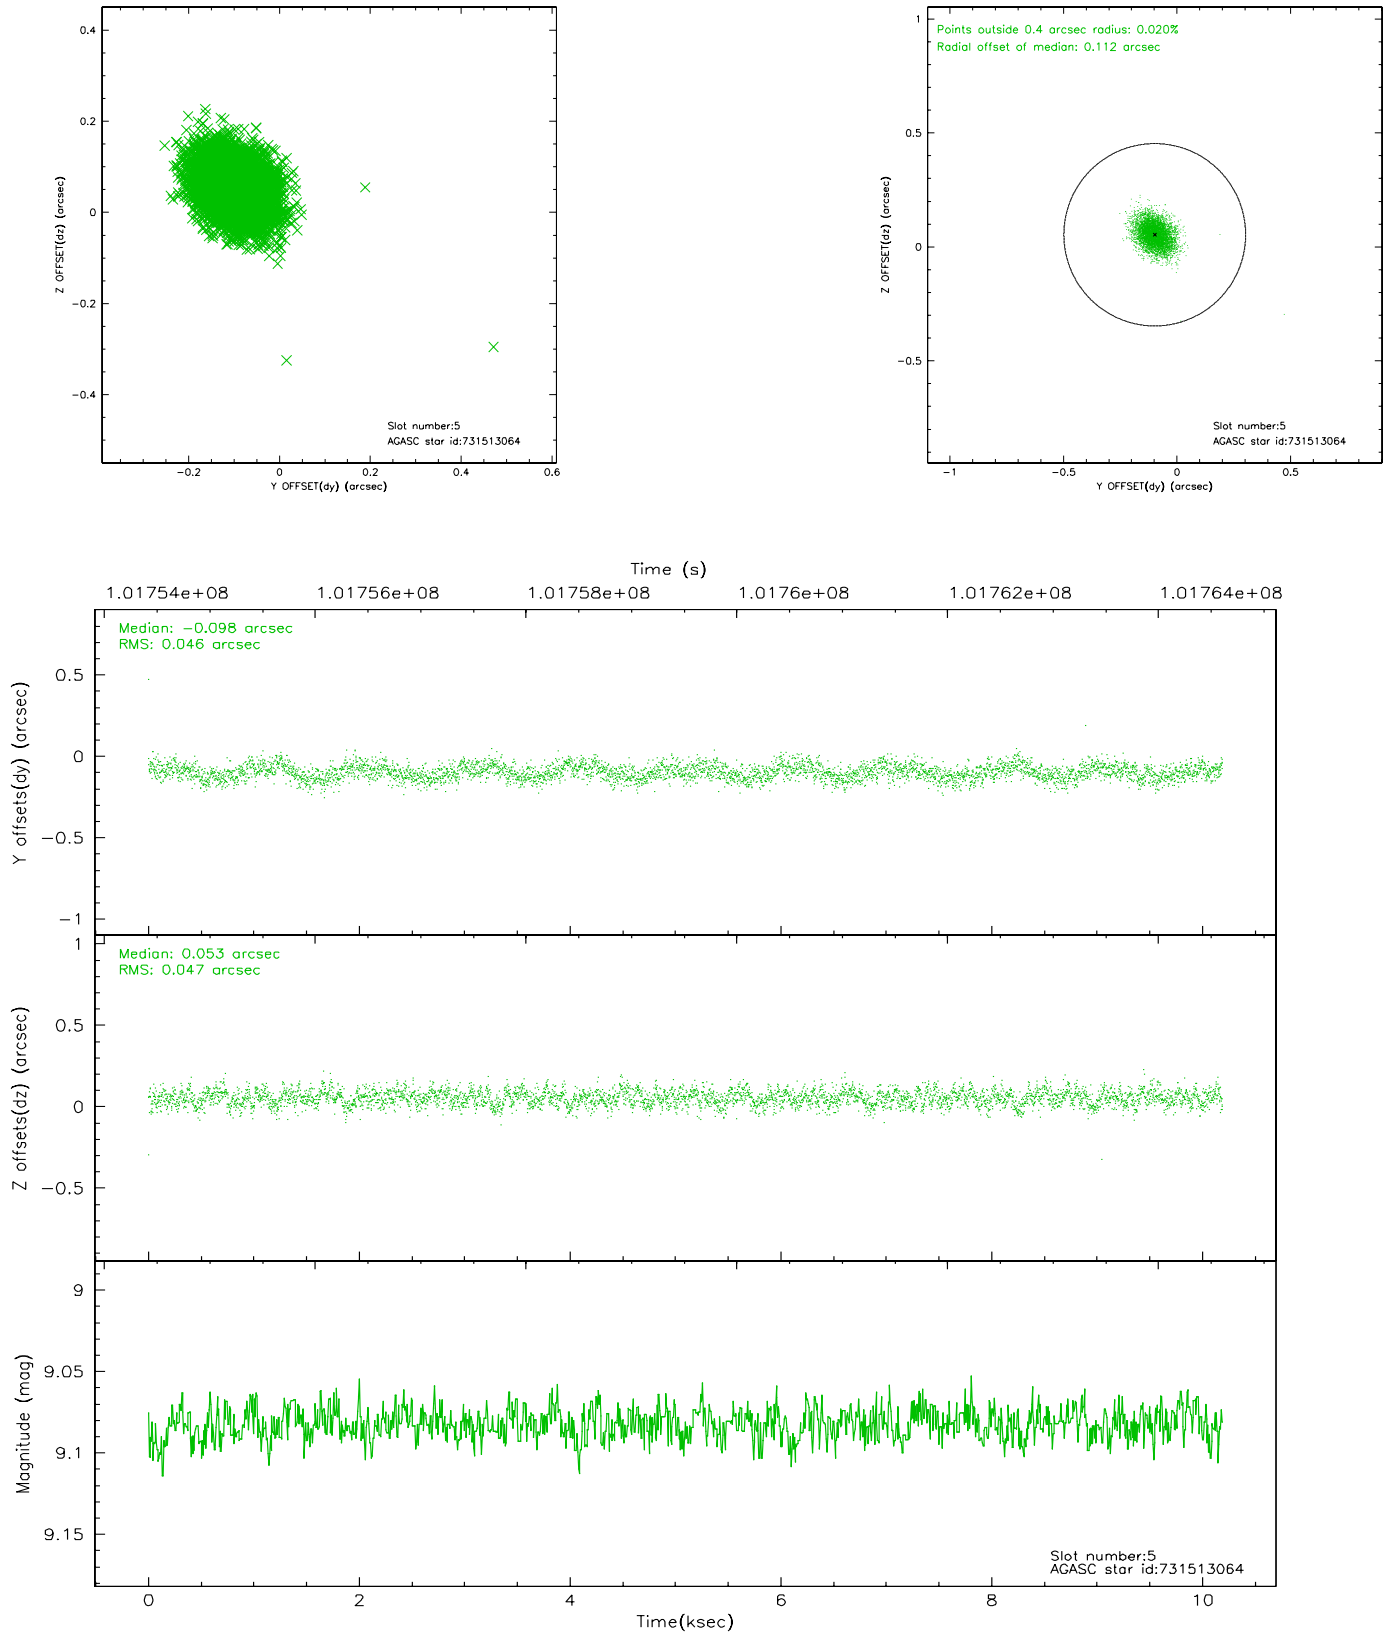 0.4
0.2
0
−0.2
−0.4
Z OFFSET(dz) (arcsec)
Slot number:5
AGASC star id:731513064
−0.2
0
0.2
0.4
0.6
Y OFFSET(dy) (arcsec)
Points outside 0.4 arcsec radius: 0.020%
Radial offset of median: 0.112 arcsec
1
0.5
0
−0.5
Z OFFSET(dz) (arcsec)
Slot number:5
AGASC star id:731513064
−1
−0.5
0
0.5
Y OFFSET(dy) (arcsec)
Time (s)
1.01754e+08
1.01756e+08
1.01758e+08
1.0176e+08
1.01762e+08
1.01764e+08
Median: −0.098 arcsec
RMS: 0.046 arcsec
0.5
0
−0.5
−1
Y offsets(dy) (arcsec)
Median: 0.053 arcsec
RMS: 0.047 arcsec
1
0.5
0
−0.5
Z offsets(dz) (arcsec)
9
9.05
9.1
9.15
Magnitude (mag)
Slot number:5
AGASC star id:731513064
0
2
4
6
8
10
Time(ksec)